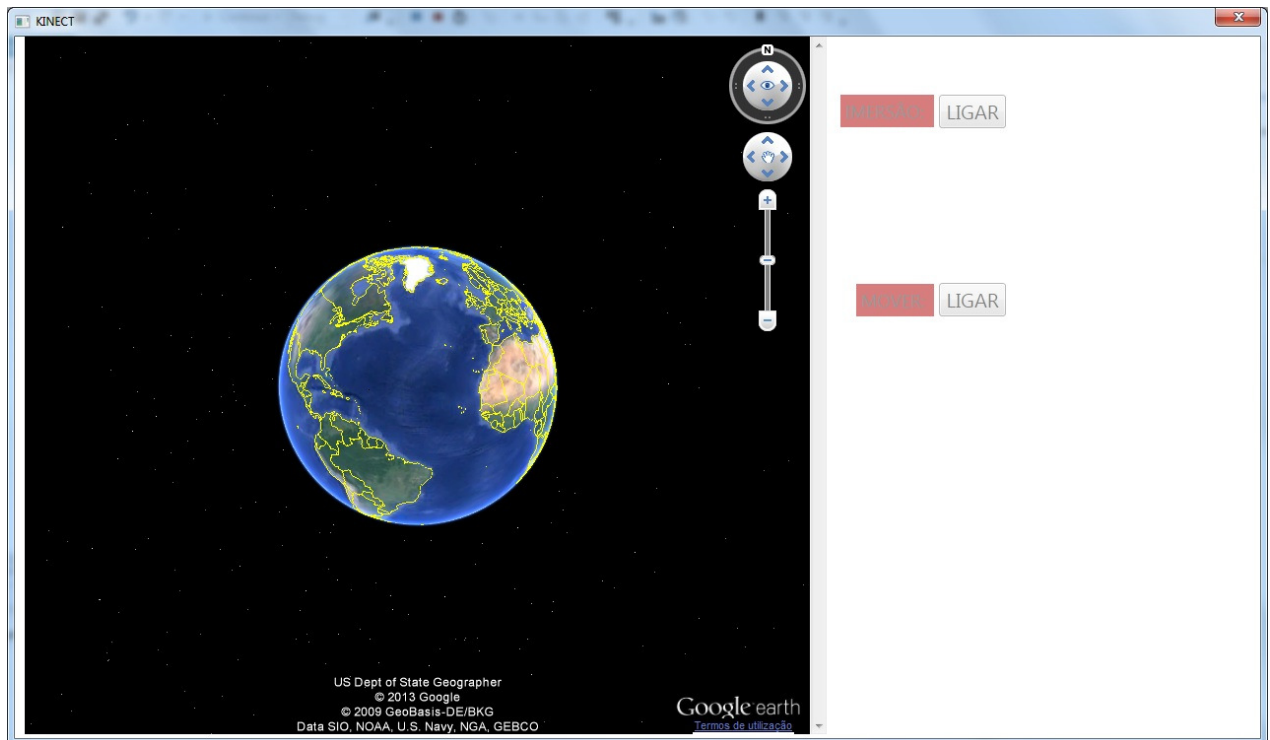 KINECT
N
IMERSÃO:
LIGAR
MOVER:
LIGAR
US Dept of State Geographer
© 2013 Google
© 2009 GeoBasis-DE/BKG
Data SIO, NOAA, U.S. Navy, NGA, GEBCO
Google earth
Termos de utilização